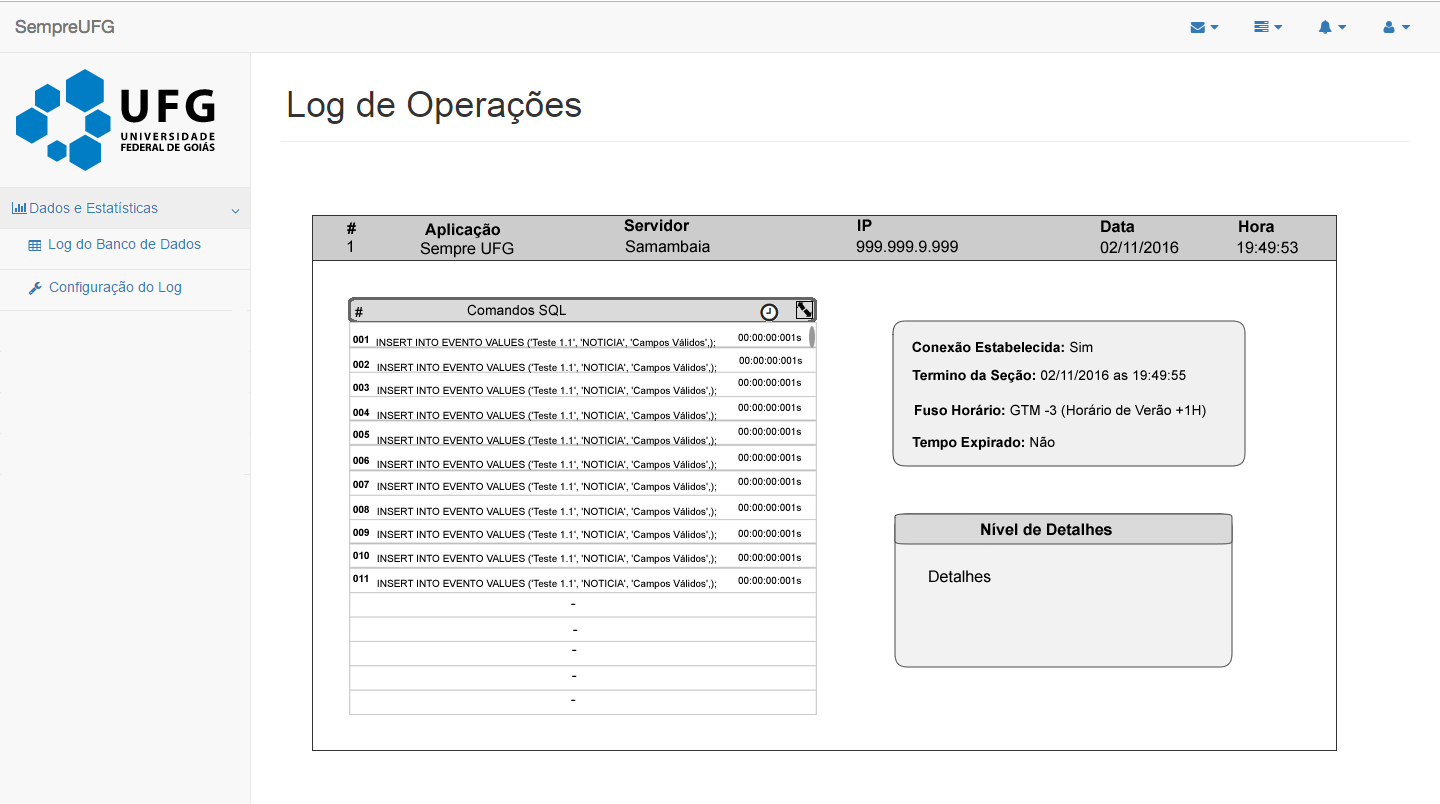 SempreUFG
UFG
UNIVERSIDADE
FEDERAL DE GOIÁS
Dados e Estatísticas
Log do Banco de Dados
Configuração do Log
Log de Operações
# Aplicação Servidor IP Data Hora
1 Sempre UFG Samambaia 999.999.9.999 02/11/2016 19:49:53
# Comandos SQL
001 INSERT INTO EVENTO VALUES ('Teste 1.1', 'NOTICIA', 'Campos Válidos',); 00:00:00:001s
002 INSERT INTO EVENTO VALUES ('Teste 1.1', 'NOTICIA', 'Campos Válidos',); 00:00:00:001s
003 INSERT INTO EVENTO VALUES ('Teste 1.1', 'NOTICIA', 'Campos Válidos',); 00:00:00:001s
004 INSERT INTO EVENTO VALUES ('Teste 1.1', 'NOTICIA', 'Campos Válidos',); 00:00:00:001s
005 INSERT INTO EVENTO VALUES ('Teste 1.1', 'NOTICIA', 'Campos Válidos',); 00:00:00:001s
006 INSERT INTO EVENTO VALUES ('Teste 1.1', 'NOTICIA', 'Campos Válidos',); 00:00:00:001s
007 INSERT INTO EVENTO VALUES ('Teste 1.1', 'NOTICIA', 'Campos Válidos',); 00:00:00:001s
008 INSERT INTO EVENTO VALUES ('Teste 1.1', 'NOTICIA', 'Campos Válidos',); 00:00:00:001s
009 INSERT INTO EVENTO VALUES ('Teste 1.1', 'NOTICIA', 'Campos Válidos',); 00:00:00:001s
010 INSERT INTO EVENTO VALUES ('Teste 1.1', 'NOTICIA', 'Campos Válidos',); 00:00:00:001s
011 INSERT INTO EVENTO VALUES ('Teste 1.1', 'NOTICIA', 'Campos Válidos',); 00:00:00:001s
-
-
-
-
-
Conexão Estabelecida: Sim
Termino da Seção: 02/11/2016 as 19:49:55
Fuso Horário: GTM -3 (Horário de Verão +1H)
Tempo Expirado: Não
Nível de Detalhes
Detalhes